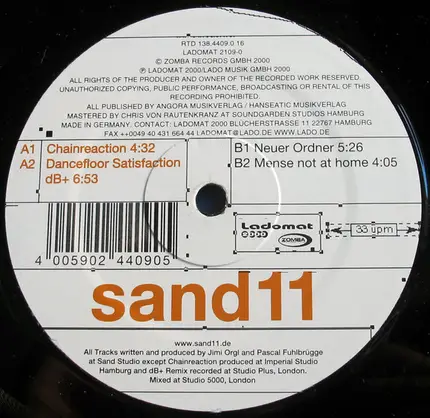 RTD 138.4409.0 16
LADOMAT 2109-0
© ZOMBA RECORDS GMBH 2000
℗ LADOMAT 2000/LADO MUSIK GMBH 2000
ALL RIGHTS OF THE PRODUCER AND OWNER OF THE RECORDED WORK RESERVED.
UNAUTHORIZED COPYING, PUBLIC PERFORMANCE, BROADCASTING OR RENTAL OF THIS
RECORDING PROHIBITED.
ALL PUBLISHED BY ANGORA MUSIKVERLAG / HANSEATIC MUSIKVERLAG
MASTERED BY CHRIS VON RAUTENKRANZ AT SOUNDGARDEN STUDIOS HAMBURG
MADE IN GERMANY. CONTACT: LADOMAT 2000 BLÜCHERSTRASSE 11 22767 HAMBURG
FAX ++0049 40 431 664 44 LADOMAT@LADO.DE WWW.LADO.DE
A1 Chainreaction 4:32
A2 Dancefloor Satisfaction
dB+ 6:53
B1 Neuer Ordner 5:26
B2 Mense not at home 4:05
Ladomat
2000
ZOMBA
33 upm
4 005902 440905
sand11
www.sand11.de
All Tracks written and produced by Jimi Orgl and Pascal Fuhlbrügge
at Sand Studio except Chainreaction produced at Imperial Studio
Hamburg and dB+ Remix recorded at Studio Plus, London.
Mixed at Studio 5000, London